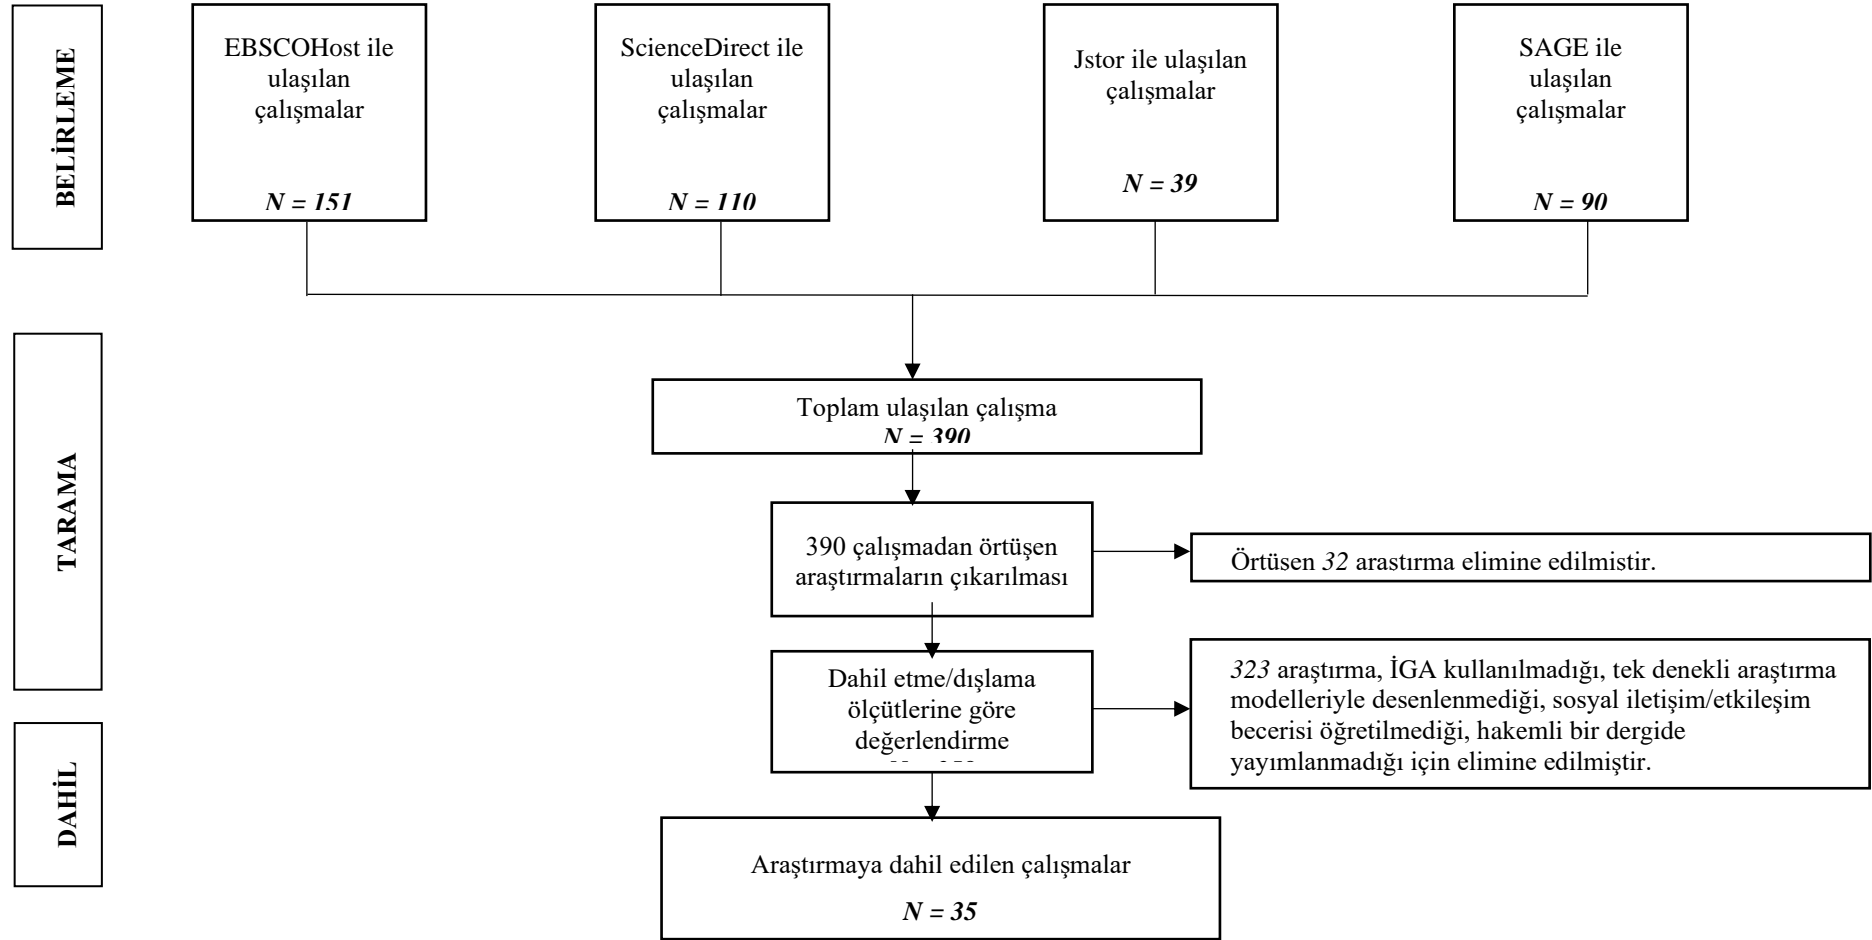 BELİRLEME
EBSCOHost ile
ulaşılan
çalışmalar
N = 151
ScienceDirect ile
ulaşılan
çalışmalar
N = 110
Jstor ile ulaşılan
çalışmalar
N = 39
SAGE ile
ulaşılan
çalışmalar
N = 90
TARAMA
Toplam ulaşılan çalışma
N = 390
390 çalışmadan örtüşen
araştırmaların çıkarılması
Örtüsen 32 arastırma elimine edilmistir.
Dahil etme/dışlama
ölçütlerine göre
değerlendirme
323 araştırma, İGA kullanılmadığı, tek denekli araştırma
modelleriyle desenlenmediği, sosyal iletişim/etkileşim
becerisi öğretilmediği, hakemli bir dergide
yayımlanmadığı için elimine edilmiştir.
DAHİL
Araştırmaya dahil edilen çalışmalar
N = 35